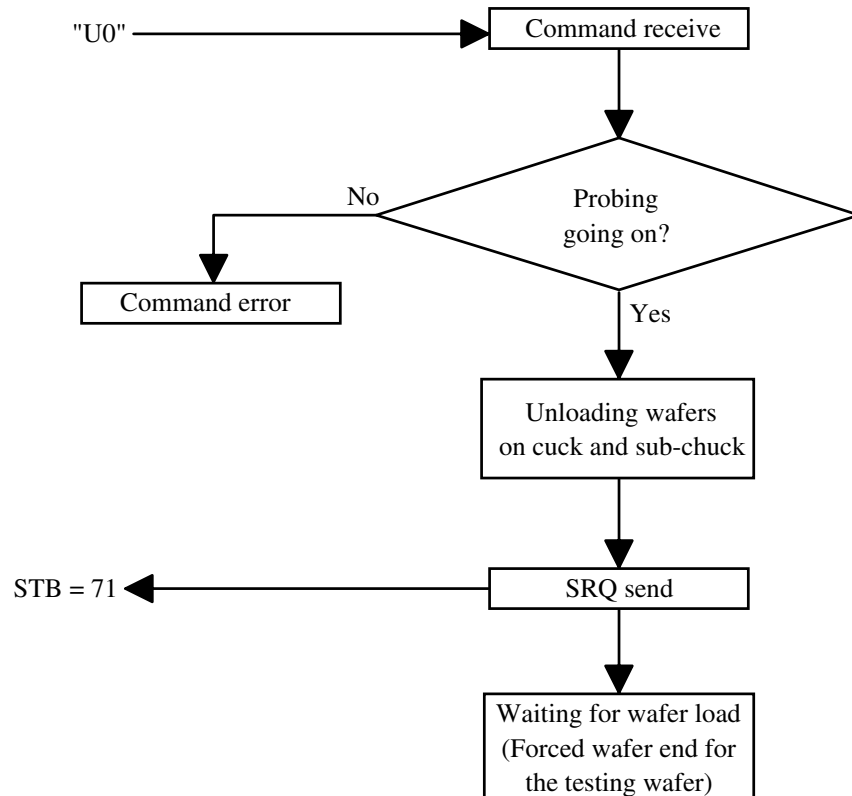 "U0"
Command receive
Probing
going on?
No
Command error
Yes
Unloading wafers
on cuck and sub-chuck
STB = 71
SRQ send
Waiting for wafer load
(Forced wafer end for
the testing wafer)